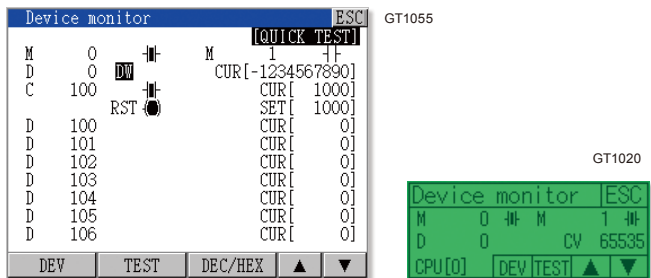 Device monitor ESC
GT1055
[QUICK TEST]
M 0 M 1
D 0 DW CUR[-1234567890]
C 100 CUR[ 1000]
RST SET[ 1000]
D 100 CUR[ 0]
D 101 CUR[ 0]
D 102 CUR[ 0]
D 103 CUR[ 0]
D 104 CUR[ 0]
D 105 CUR[ 0]
D 106 CUR[ 0]
DEV TEST DEC/HEX ▲ ▼
GT1020
Device monitor ESC
M 0 M 1
D 0 CV 65535
CPU[0] DEV TEST ▲ ▼